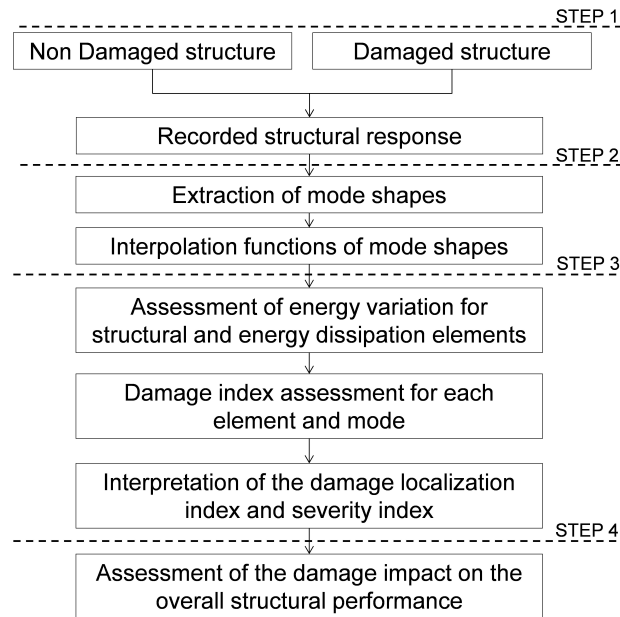 STEP 1
Non Damaged structure
Damaged structure
Recorded structural response
STEP 2
Extraction of mode shapes
Interpolation functions of mode shapes
STEP 3
Assessment of energy variation for
structural and energy dissipation elements
Damage index assessment for each
element and mode
Interpretation of the damage localization
index and severity index
STEP 4
Assessment of the damage impact on the
overall structural performance